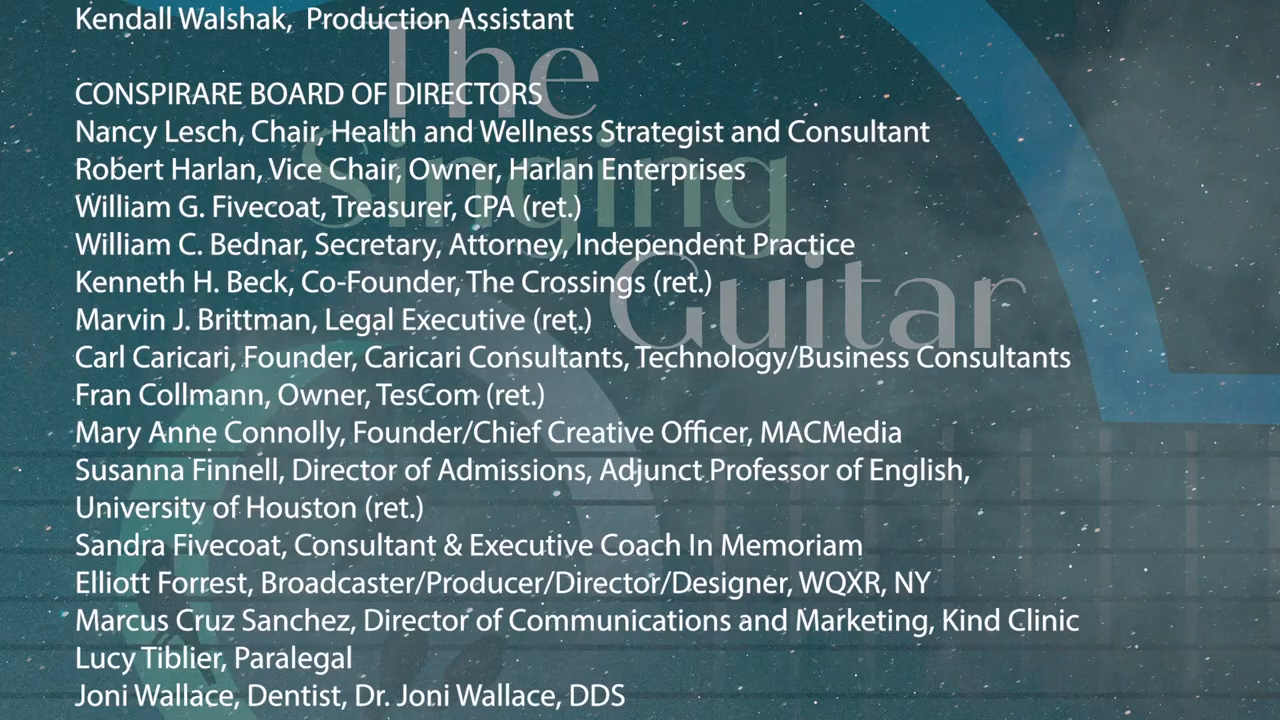 Kendall Walshak, Production Assistant
The
Singing
Guitar
CONSPIRARE BOARD OF DIRECTORS
Nancy Lesch, Chair, Health and Wellness Strategist and Consultant
Robert Harlan, Vice Chair, Owner, Harlan Enterprises
William G. Fivecoat, Treasurer, CPA (ret.)
William C. Bednar, Secretary, Attorney, Independent Practice
Kenneth H. Beck, Co-Founder, The Crossings (ret.)
Marvin J. Brittman, Legal Executive (ret.)
Carl Caricari, Founder, Caricari Consultants, Technology/Business Consultants
Fran Collmann, Owner, TesCom (ret.)
Mary Anne Connolly, Founder/Chief Creative Officer, MACMedia
Susanna Finnell, Director of Admissions, Adjunct Professor of English,
University of Houston (ret.)
Sandra Fivecoat, Consultant & Executive Coach In Memoriam
Elliott Forrest, Broadcaster/Producer/Director/Designer, WQXR, NY
Marcus Cruz Sanchez, Director of Communications and Marketing, Kind Clinic
Lucy Tiblier, Paralegal
Joni Wallace, Dentist, Dr. Joni Wallace, DDS